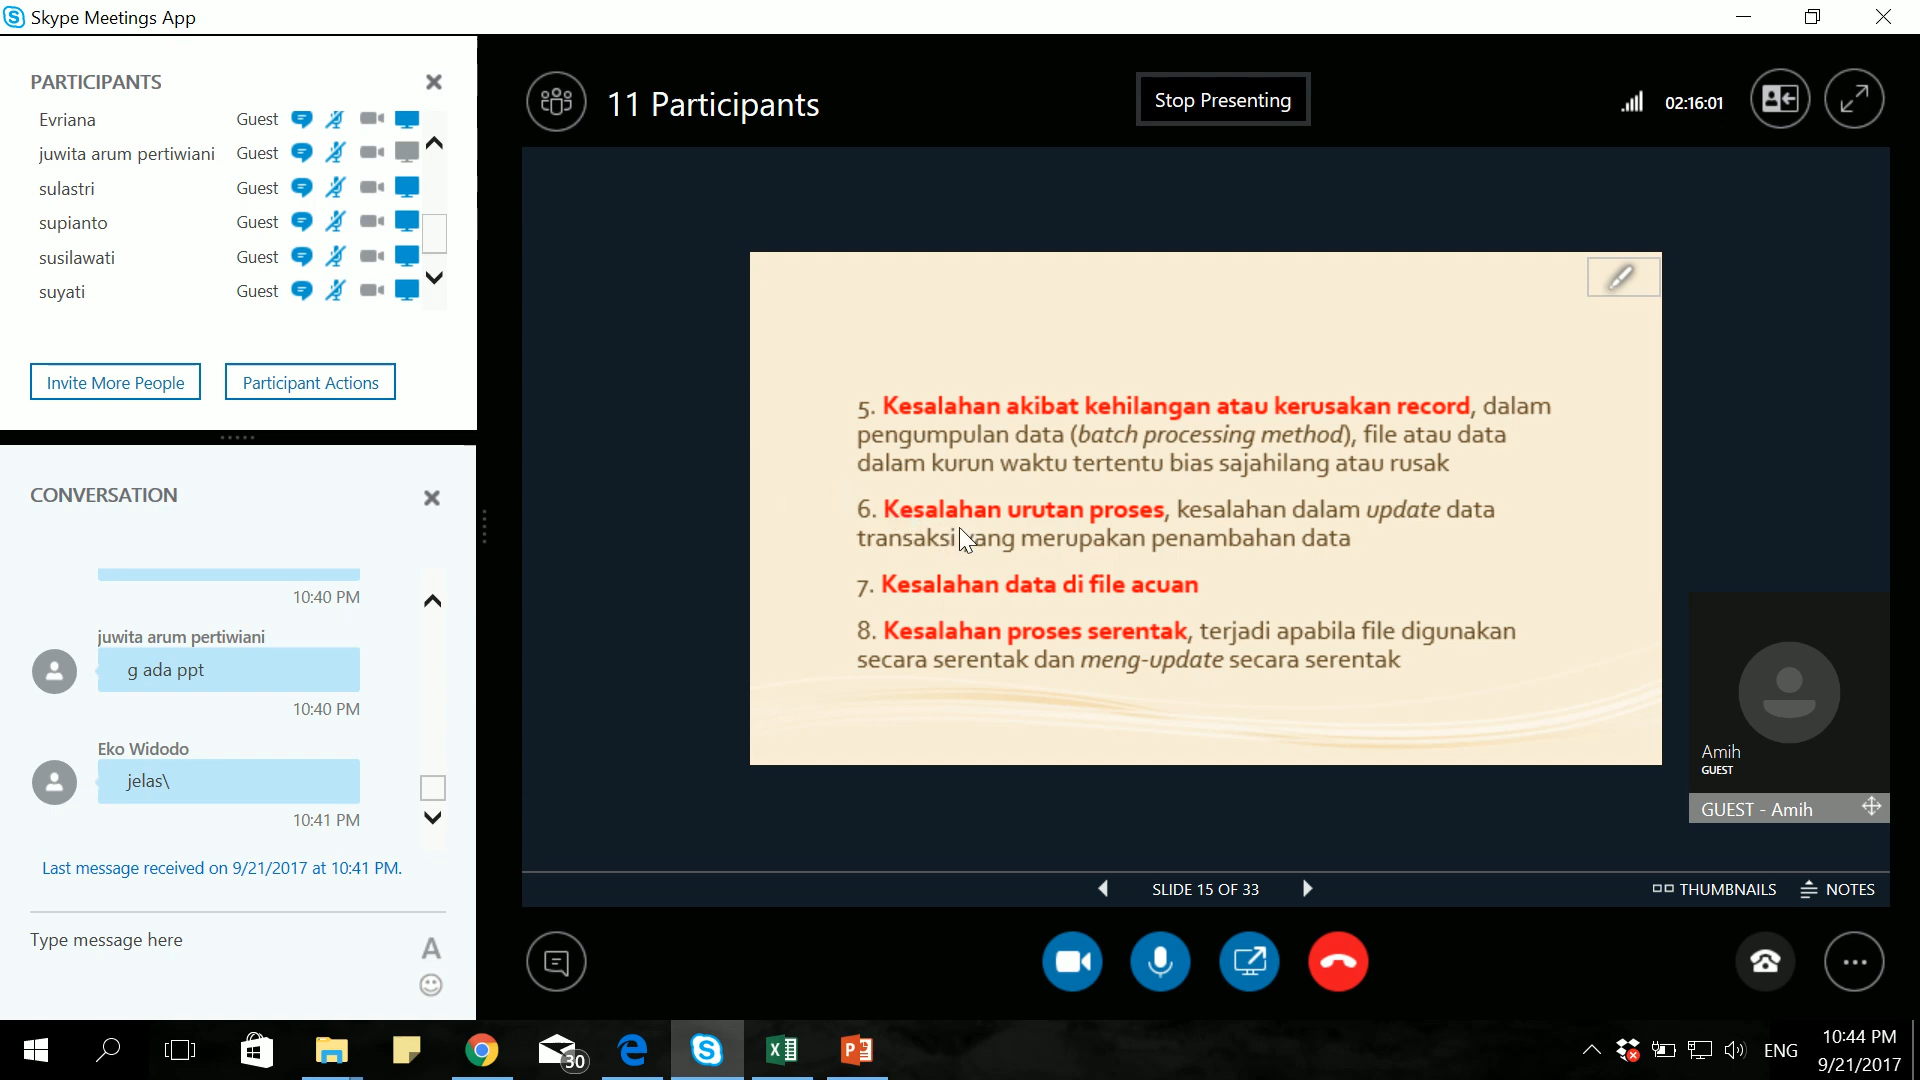 Skype Meetings App
PARTICIPANTS
Evriana Guest
juwita arum pertiwiani Guest
sulastri Guest
supianto Guest
susilawati Guest
suyati Guest
Invite More People Participant Actions
CONVERSATION
10:40 PM
juwita arum pertiwiani
g ada ppt
10:40 PM
Eko Widodo
jelas\
10:41 PM
Last message received on 9/21/2017 at 10:41 PM.
Type message here
A
11 Participants
Stop Presenting
02:16:01
5. Kesalahan akibat kehilangan atau kerusakan record, dalam
pengumpulan data (batch processing method), file atau data
dalam kurun waktu tertentu bias sajahilang atau rusak
6. Kesalahan urutan proses, kesalahan dalam update data
transaksi yang merupakan penambahan data
7. Kesalahan data di file acuan
8. Kesalahan proses serentak, terjadi apabila file digunakan
secara serentak dan meng-update secara serentak
Amih
GUEST
GUEST - Amih
SLIDE 15 OF 33
THUMBNAILS NOTES
30
ENG
10:44 PM
9/21/2017